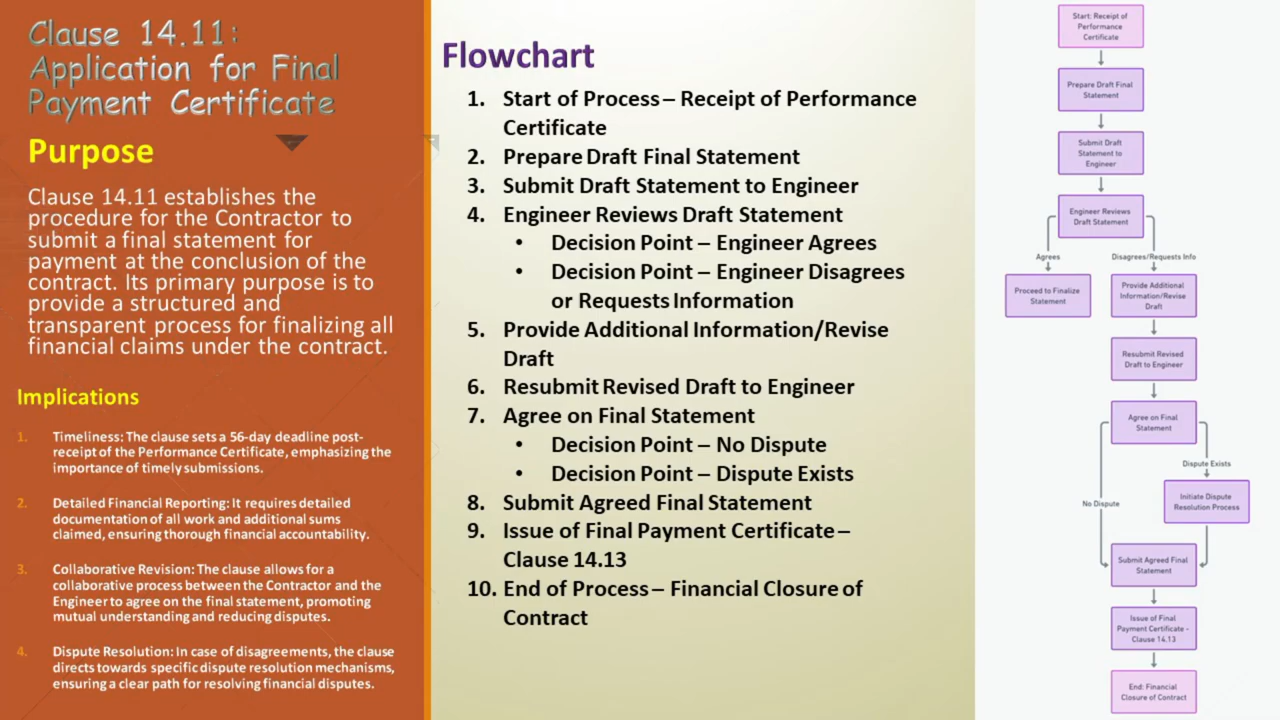 Clause 14.11:
Application for Final
Payment Certificate
Purpose
Clause 14.11 establishes the
procedure for the Contractor to
submit a final statement for
payment at the conclusion of the
contract. Its primary purpose is to
provide a structured and
transparent process for finalizing all
financial claims under the contract.
Implications
1. Timeliness: The clause sets a 56-day deadline post-
receipt of the Performance Certificate, emphasizing the
importance of timely submissions.
2. Detailed Financial Reporting: It requires detailed
documentation of all work and additional sums
claimed, ensuring thorough financial accountability.
3. Collaborative Revision: The clause allows for a
collaborative process between the Contractor and the
Engineer to agree on the final statement, promoting
mutual understanding and reducing disputes.
4. Dispute Resolution: In case of disagreements, the clause
directs towards specific dispute resolution mechanisms,
ensuring a clear path for resolving financial disputes.
Flowchart
1. Start of Process – Receipt of Performance
Certificate
2. Prepare Draft Final Statement
3. Submit Draft Statement to Engineer
4. Engineer Reviews Draft Statement
• Decision Point – Engineer Agrees
• Decision Point – Engineer Disagrees
or Requests Information
5. Provide Additional Information/Revise
Draft
6. Resubmit Revised Draft to Engineer
7. Agree on Final Statement
• Decision Point – No Dispute
• Decision Point – Dispute Exists
8. Submit Agreed Final Statement
9. Issue of Final Payment Certificate –
Clause 14.13
10. End of Process – Financial Closure of
Contract
Start: Receipt of
Performance
Certificate
Prepare Draft Final
Statement
Submit Draft
Statement to
Engineer
Engineer Reviews
Draft Statement
Agrees
Disagrees/Requests Info
Proceed to Finalize
Statement
Provide Additional
Information/Revise
Draft
Resubmit Revised
Draft to Engineer
Agree on Final
Statement
Dispute Exists
No Dispute
Initiate Dispute
Resolution Process
Submit Agreed Final
Statement
Issue of Final
Payment Certificate -
Clause 14.13
End: Financial
Closure of Contract